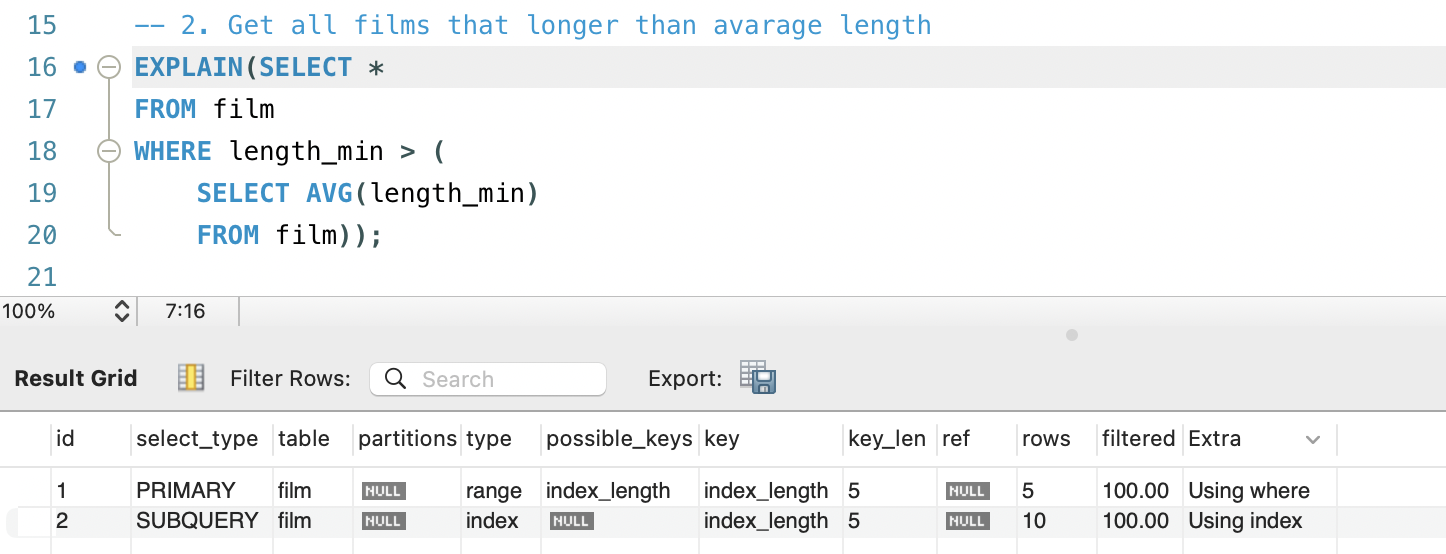 15 -- 2. Get all films that longer than avarage length
16 EXPLAIN(SELECT *
17 FROM film
18 WHERE length_min > (
19 SELECT AVG(length_min)
20 FROM film));
21
100% 7:16
Result Grid Filter Rows: Search Export:
id select_type table partitions type possible_keys key key_len ref rows filtered Extra
1 PRIMARY film NULL range index_length index_length 5 NULL 5 100.00 Using where
2 SUBQUERY film NULL index NULL index_length 5 NULL 10 100.00 Using index